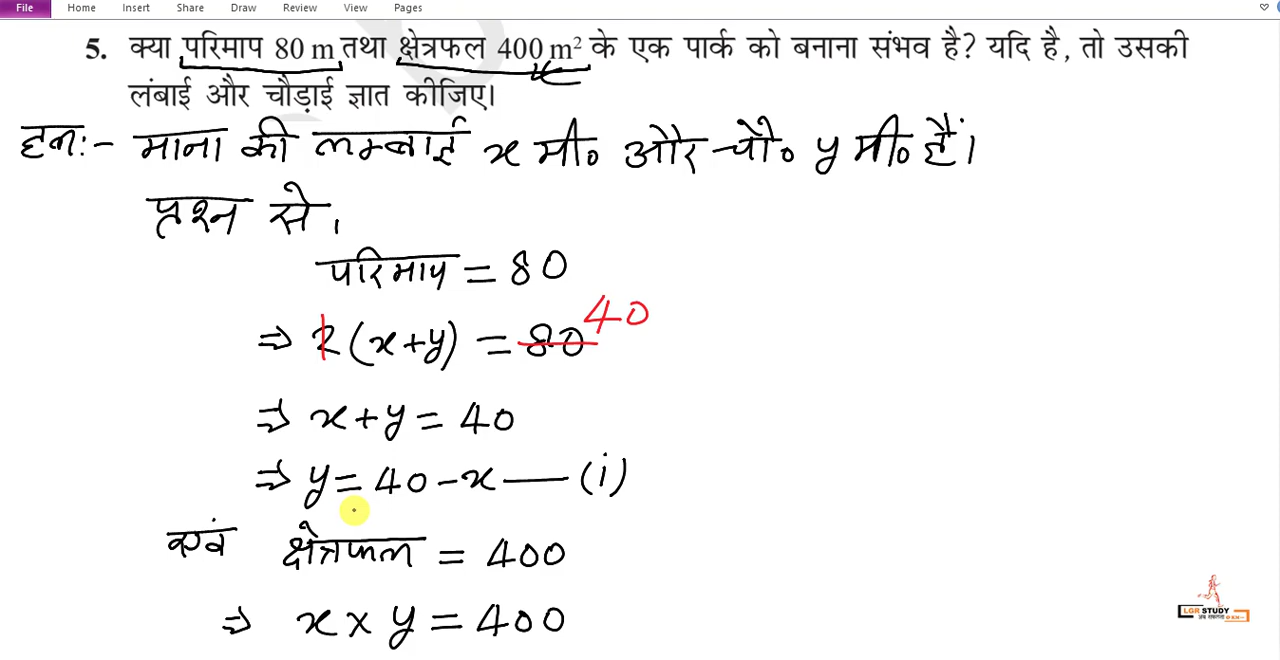 File Home Insert Share Draw Review View Pages
5. क्या परिमाप 80 m तथा क्षेत्रफल 400 m² के एक पार्क को बनाना संभव है? यदि है, तो उसकी
लंबाई और चौड़ाई ज्ञात कीजिए।
हल:- माना की लम्बाई x मी० और चौ० y मी० हैं।
प्रश्न से,
परिमाप = 80
⇒ 2(x+y) = 80 40
⇒ x+y = 40
⇒ y = 40-x — (i)
एवं क्षेत्रफल = 400
⇒ x × y = 400
LGR STUDY